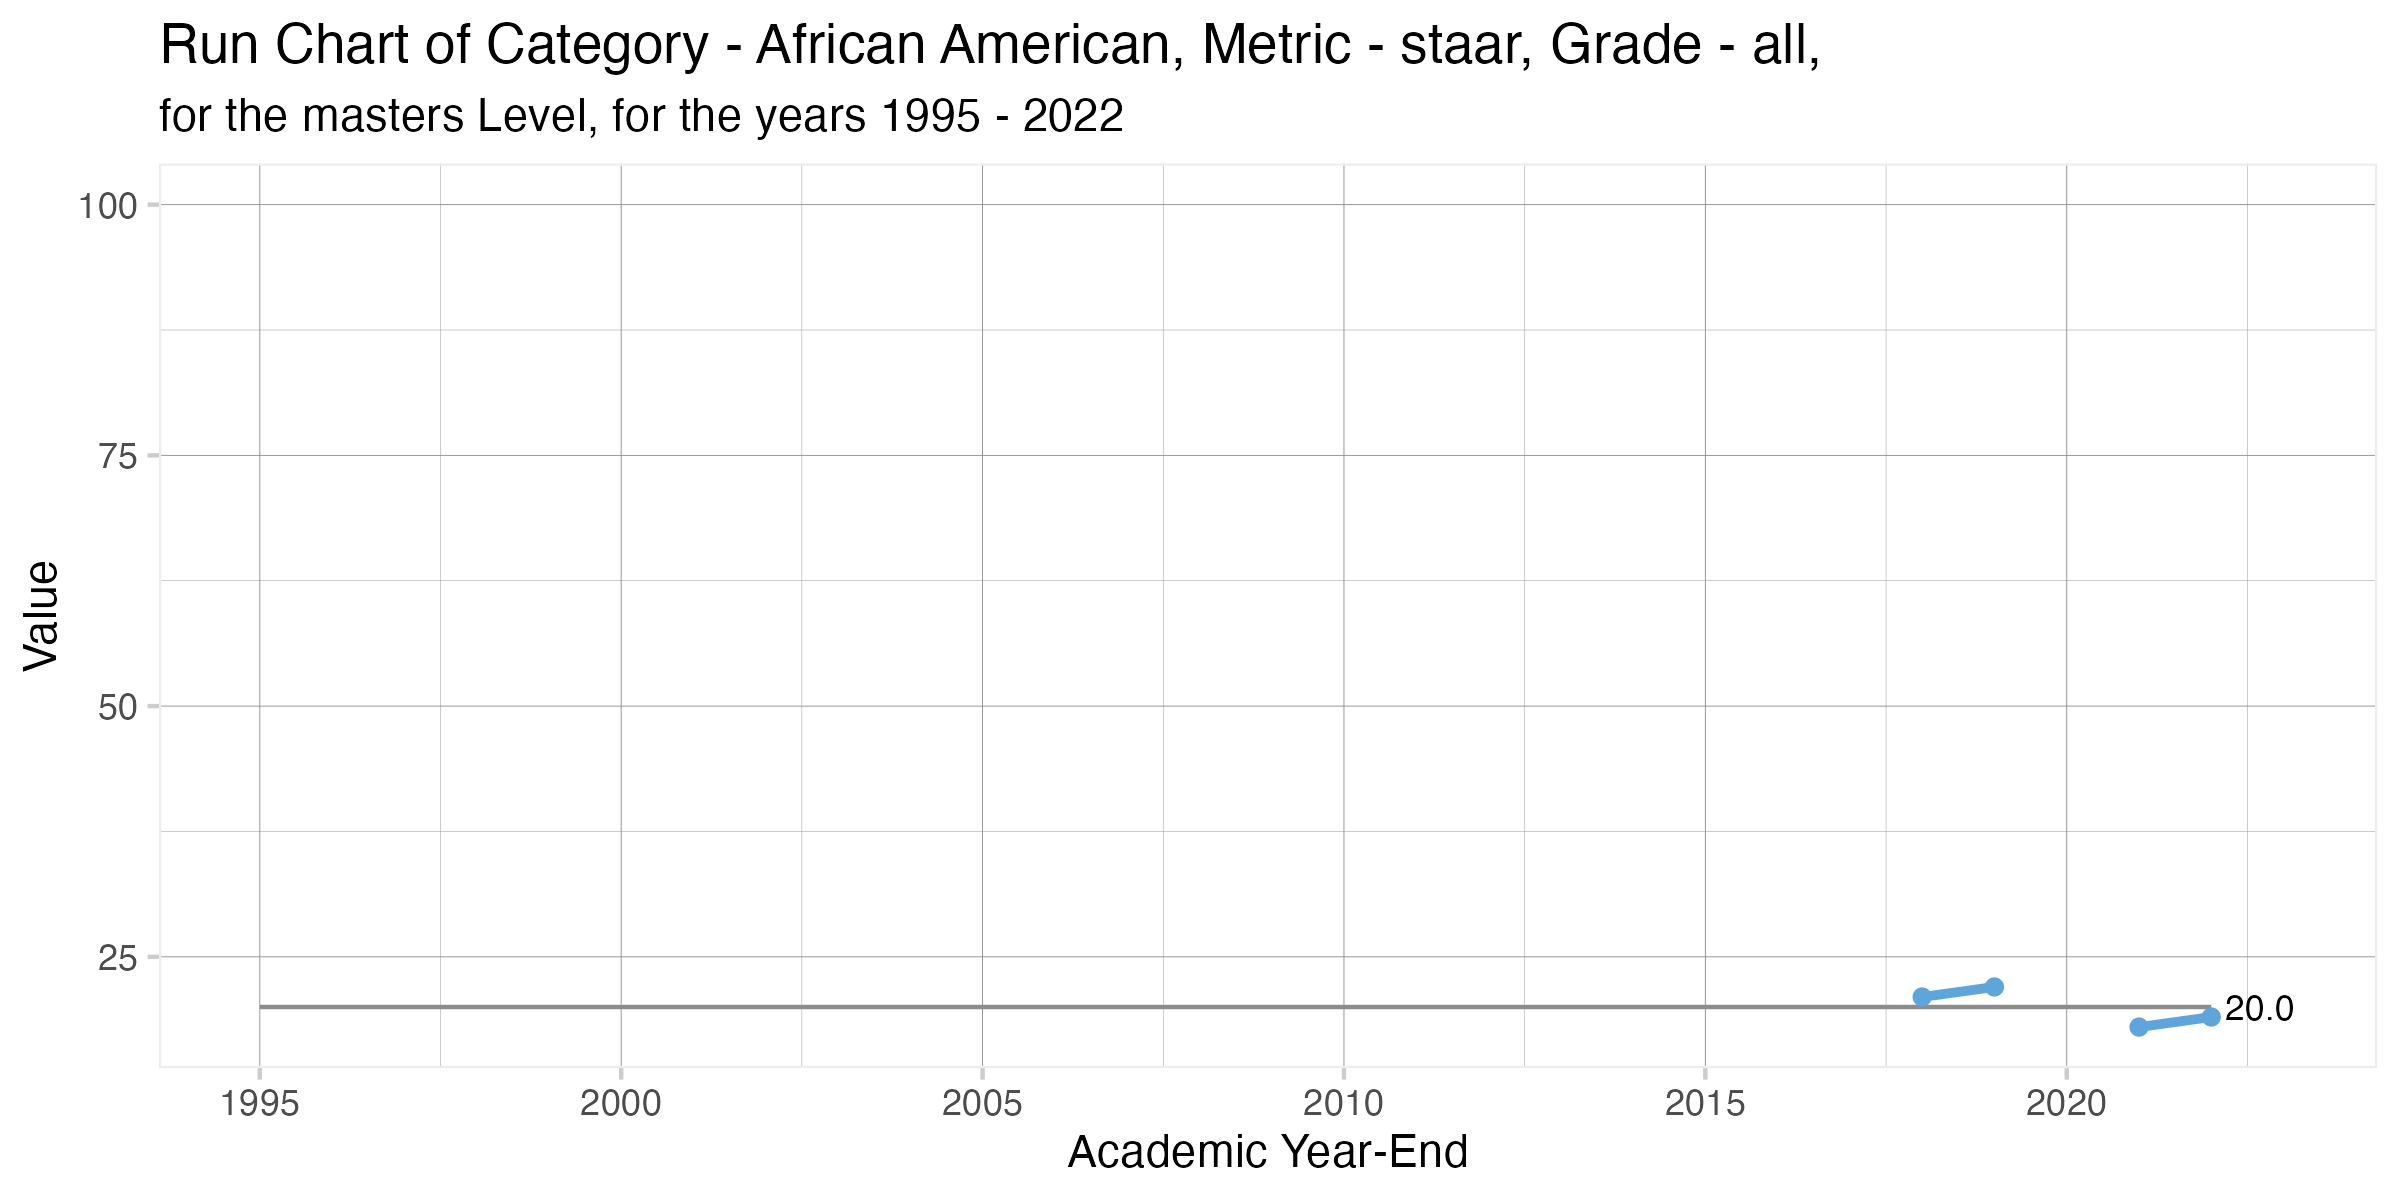 Run Chart of Category - African American, Metric - staar, Grade - all,
for the masters Level, for the years 1995 - 2022
100
75
50
25
Value
20.0
1995 2000 2005 2010 2015 2020
Academic Year-End